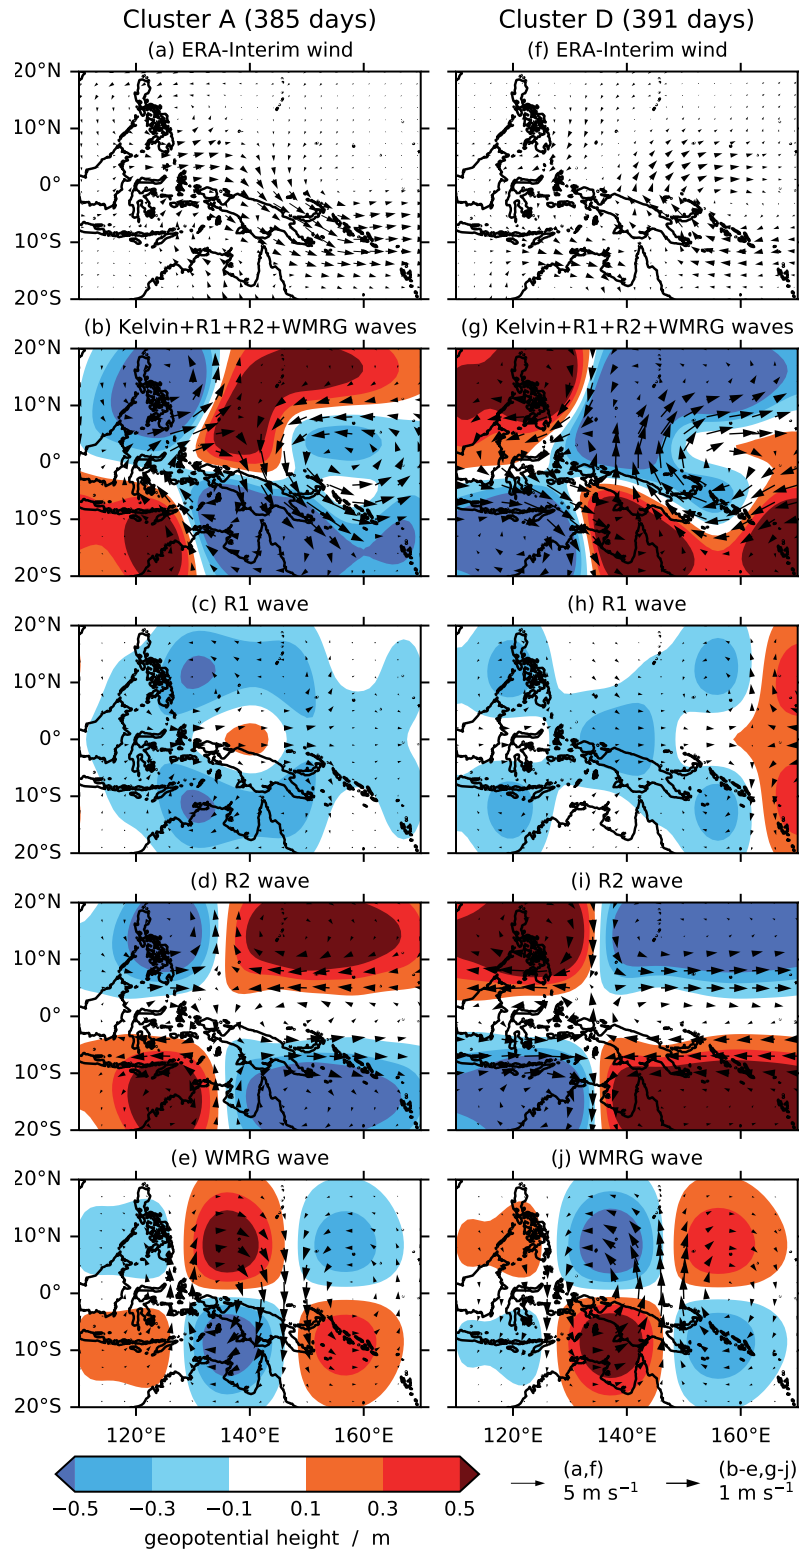 Cluster A (385 days)
Cluster D (391 days)
(a) ERA-Interim wind
(f) ERA-Interim wind
20°N
10°N
0°
10°S
20°S
(b) Kelvin+R1+R2+WMRG waves
(g) Kelvin+R1+R2+WMRG waves
20°N
10°N
0°
10°S
20°S
(c) R1 wave
(h) R1 wave
20°N
10°N
0°
10°S
20°S
(d) R2 wave
(i) R2 wave
20°N
10°N
0°
10°S
20°S
(e) WMRG wave
(j) WMRG wave
20°N
10°N
0°
10°S
20°S
120°E 140°E 160°E
120°E 140°E 160°E
−0.5 −0.3 −0.1 0.1 0.3 0.5
geopotential height / m
(a,f)
5 m s⁻¹
(b-e,g-j)
1 m s⁻¹